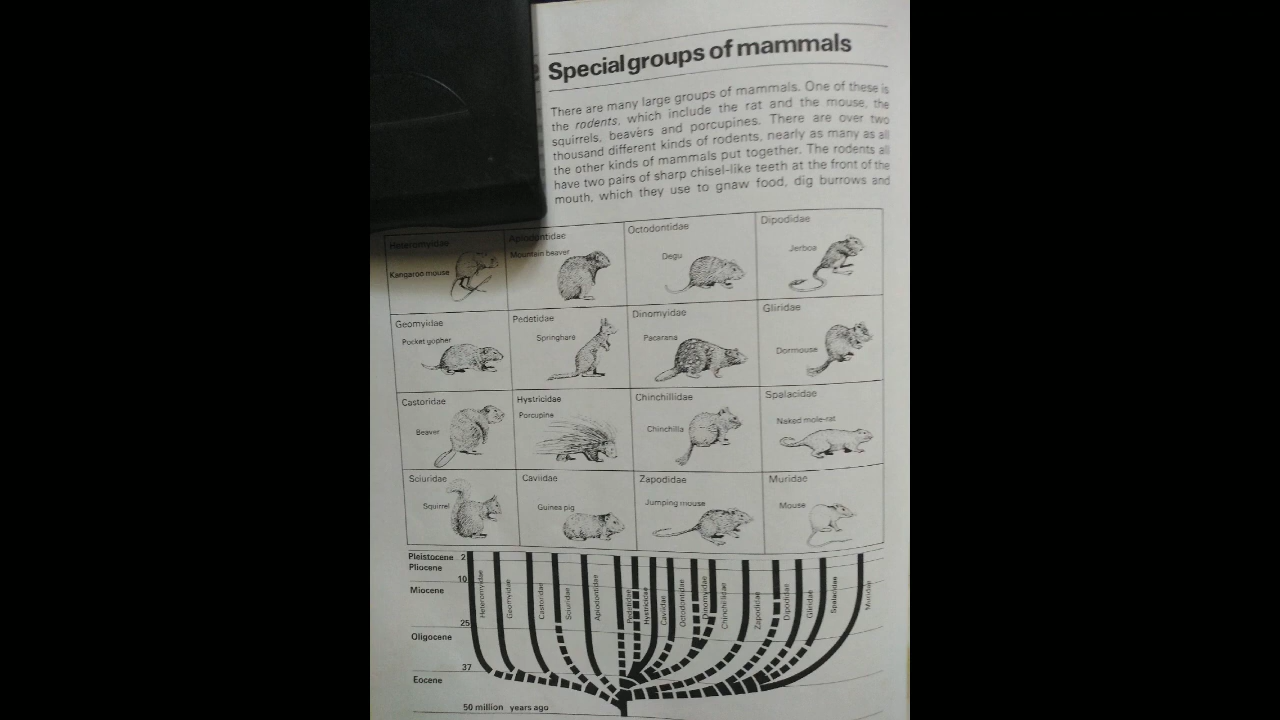 Special groups of mammals
There are many large groups of mammals. One of these is
the rodents, which include the rat and the mouse, the
squirrels, beavers and porcupines. There are over two
thousand different kinds of rodents, nearly as many as all
the other kinds of mammals put together. The rodents all
have two pairs of sharp chisel-like teeth at the front of the
mouth, which they use to gnaw food, dig burrows and
Heteromyidae
Kangaroo mouse
Aplodontidae
Mountain beaver
Octodontidae
Degu
Dipodidae
Jerboa
Geomyidae
Pocket gopher
Pedetidae
Springhare
Dinomyidae
Pacarana
Gliridae
Dormouse
Castoridae
Beaver
Hystricidae
Porcupine
Chinchillidae
Chinchilla
Spalacidae
Naked mole-rat
Sciuridae
Squirrel
Caviidae
Guinea pig
Zapodidae
Jumping mouse
Muridae
Mouse
Pleistocene 2
Pliocene
10
Miocene
25
Oligocene
37
Eocene
50 million years ago
Heteromyidae
Geomyidae
Castoridae
Sciuridae
Aplodontidae
Pedetidae
Hystricidae
Caviidae
Octodontidae
Dinomyidae
Chinchillidae
Zapodidae
Dipodidae
Gliridae
Spalacidae
Muridae